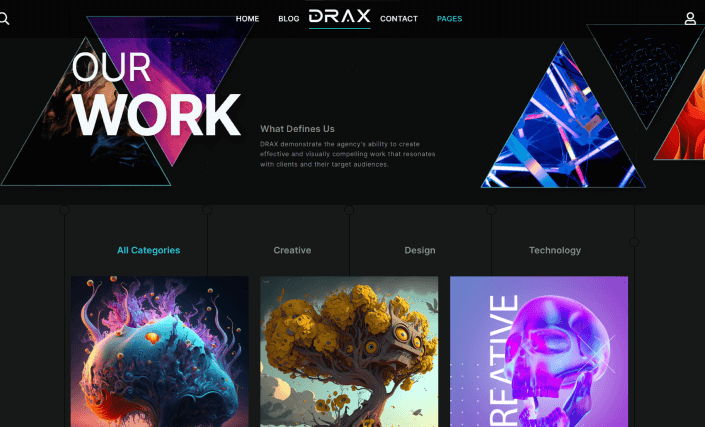 HOME BLOG DRAX CONTACT PAGES
OUR
WORK
What Defines Us
DRAX demonstrate the agency's ability to create
effective and visually compelling work that resonates
with clients and their target audiences.
All Categories Creative Design Technology
REATIVE